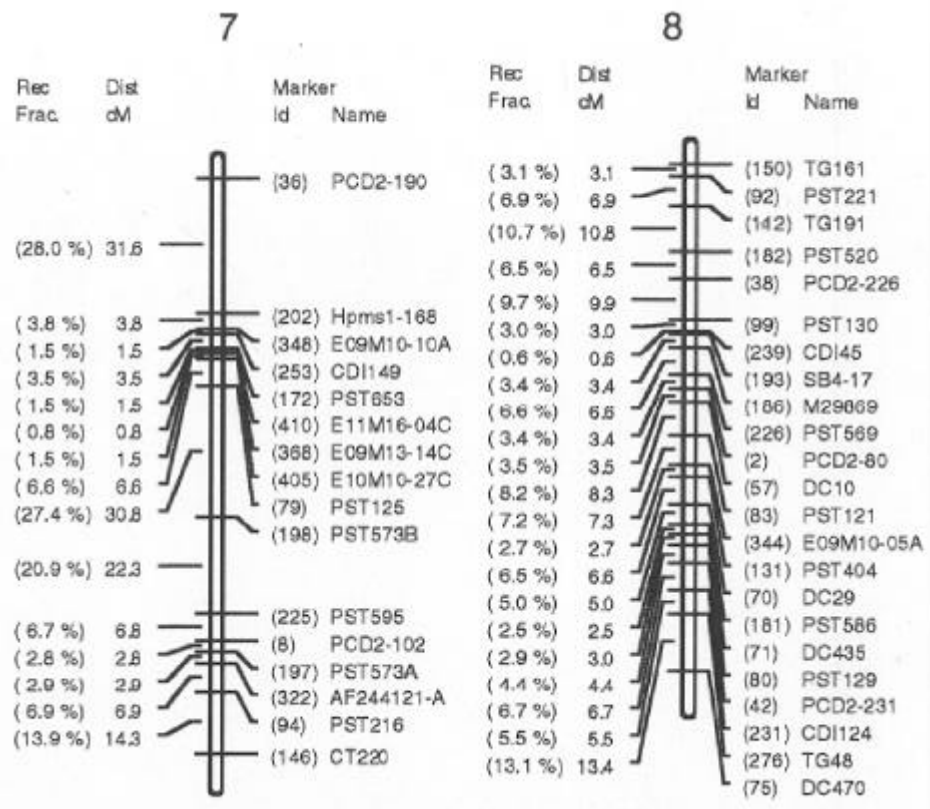 7
Rec Dist Marker
Frac. cM Id Name
(36) PCD2-190
(28.0 %) 31.6
(202) Hpms1-168
( 3.8 %) 3.8
(348) E09M10-10A
( 1.5 %) 1.5
(253) CDI149
( 3.5 %) 3.5
(172) PST653
( 1.5 %) 1.5
(410) E11M16-04C
( 0.8 %) 0.8
(368) E09M13-14C
( 1.5 %) 1.5
(405) E10M10-27C
( 6.6 %) 6.6
(79) PST125
(27.4 %) 30.8
(198) PST573B
(20.9 %) 22.3
(225) PST595
( 6.7 %) 6.8
(8) PCD2-102
( 2.8 %) 2.8
(197) PST573A
( 2.9 %) 2.9
(322) AF244121-A
( 6.9 %) 6.9
(94) PST216
(13.9 %) 14.3
(146) CT220
8
Rec Dist Marker
Frac. cM Id Name
(150) TG161
( 3.1 %) 3.1
(92) PST221
( 6.9 %) 6.9
(142) TG191
(10.7 %) 10.8
(182) PST520
( 6.5 %) 6.5
(38) PCD2-226
( 9.7 %) 9.9
(99) PST130
( 3.0 %) 3.0
(239) CDI45
( 0.6 %) 0.6
(193) SB4-17
( 3.4 %) 3.4
(186) M29869
( 6.6 %) 6.6
(226) PST569
( 3.4 %) 3.4
(2) PCD2-80
( 3.5 %) 3.5
(57) DC10
( 8.2 %) 8.3
(83) PST121
( 7.2 %) 7.3
(344) E09M10-05A
( 2.7 %) 2.7
(131) PST404
( 6.5 %) 6.6
(70) DC29
( 5.0 %) 5.0
(181) PST586
( 2.5 %) 2.5
(71) DC435
( 2.9 %) 3.0
(80) PST129
( 4.4 %) 4.4
(42) PCD2-231
( 6.7 %) 6.7
(231) CDI124
( 5.5 %) 5.5
(276) TG48
(13.1 %) 13.4
(75) DC470